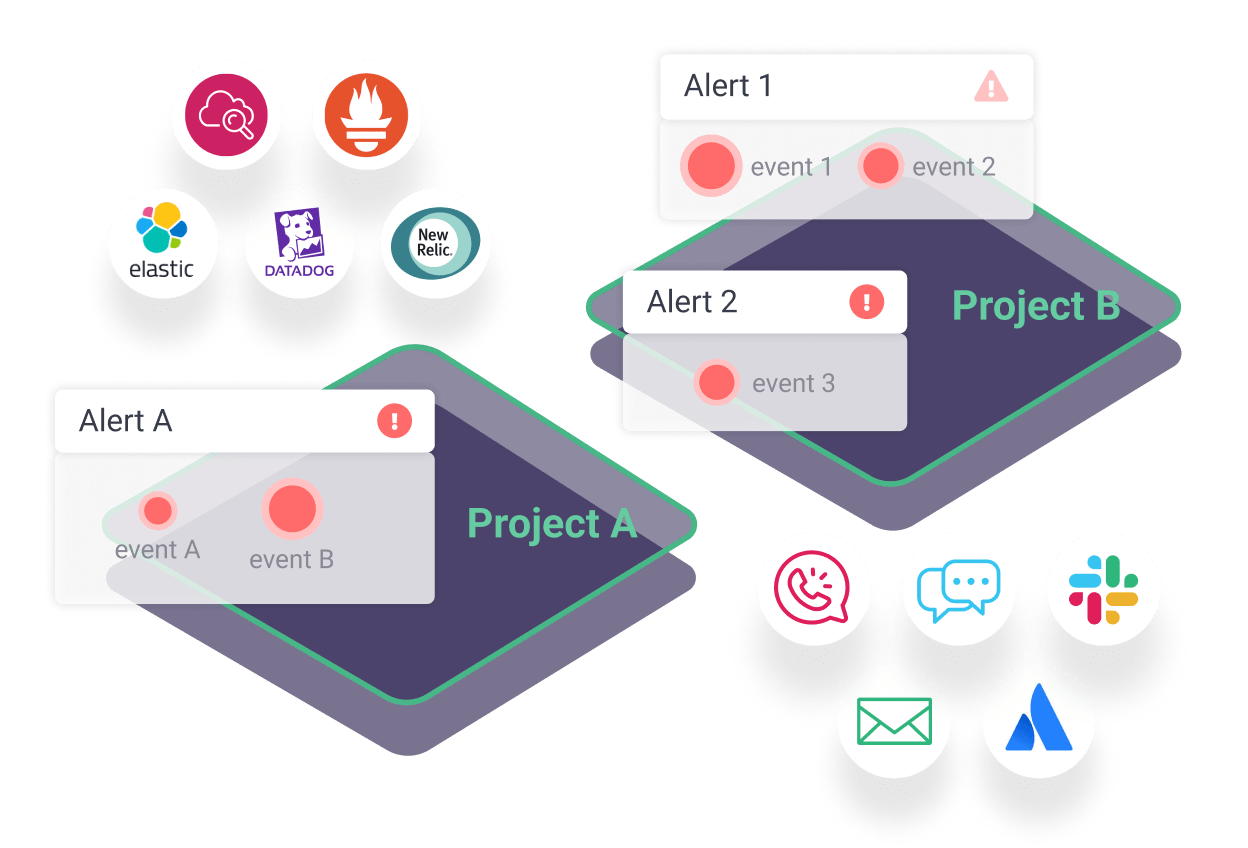 elastic
DATADOG
New
Relic.
Alert 1
event 1
event 2
Alert 2
Project B
event 3
Alert A
Project A
event A
event B